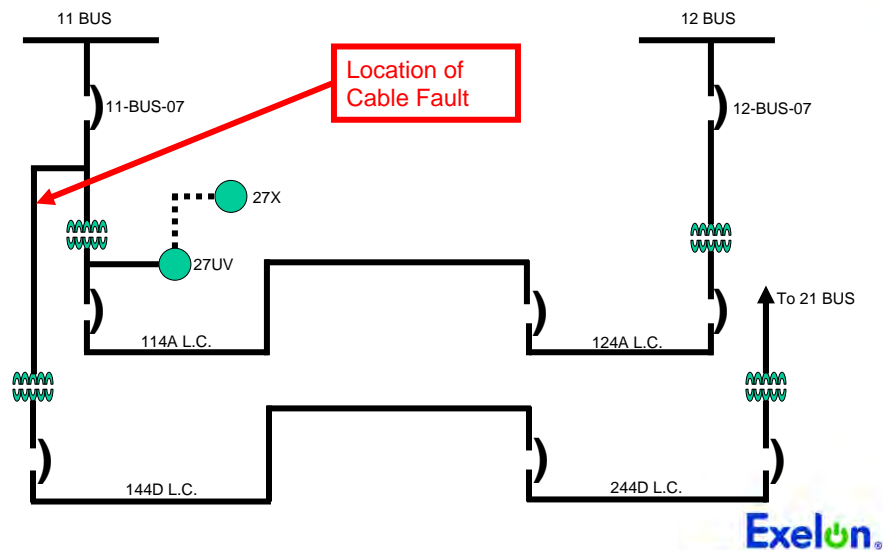 11 BUS
12 BUS
Location of
Cable Fault
11-BUS-07
12-BUS-07
27X
27UV
To 21 BUS
114A L.C.
124A L.C.
144D L.C.
244D L.C.
Exelon®